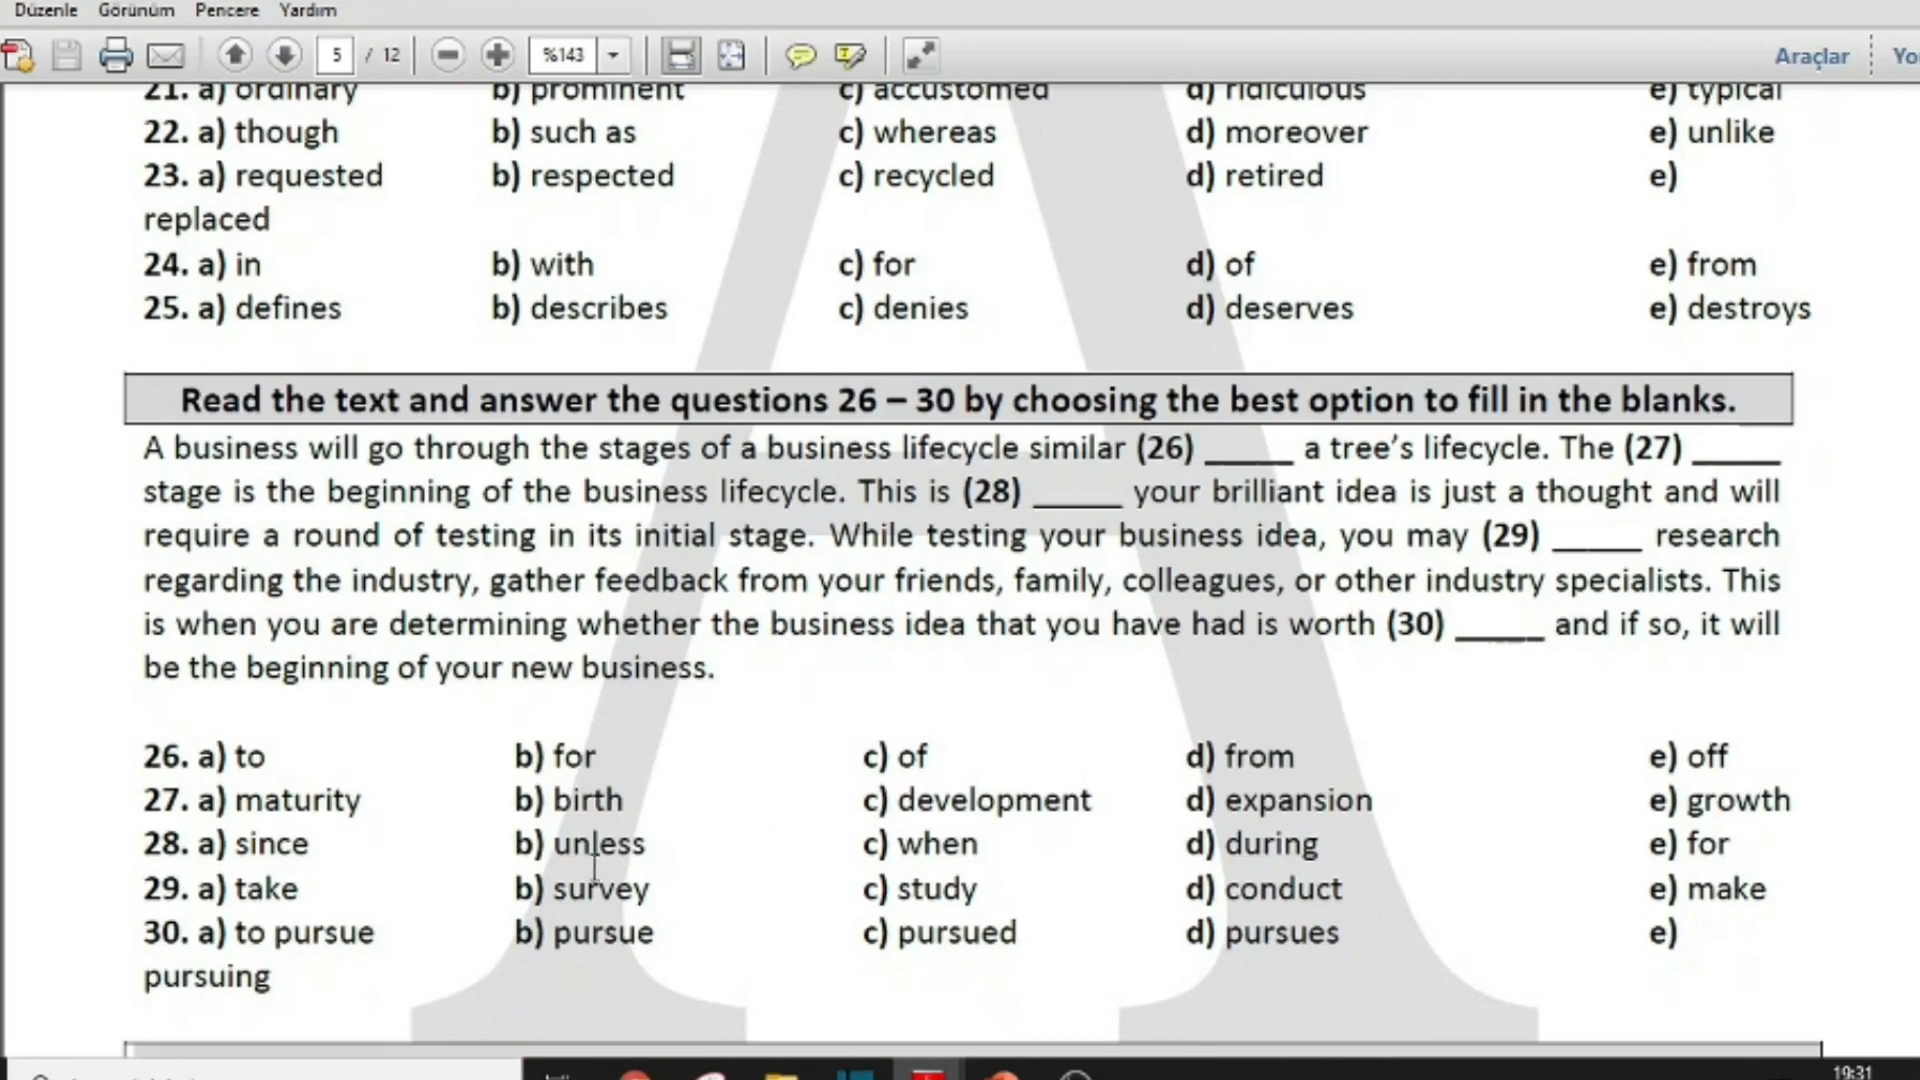 Düzenle Görünüm Pencere Yardım
5 / 12 %143 Araçlar Yo
21. a) ordinary b) prominent c) accustomed d) ridiculous e) typical
22. a) though b) such as c) whereas d) moreover e) unlike
23. a) requested b) respected c) recycled d) retired e)
replaced
24. a) in b) with c) for d) of e) from
25. a) defines b) describes c) denies d) deserves e) destroys
Read the text and answer the questions 26 – 30 by choosing the best option to fill in the blanks.
A business will go through the stages of a business lifecycle similar (26) _____ a tree's lifecycle. The (27) _____
stage is the beginning of the business lifecycle. This is (28) _____ your brilliant idea is just a thought and will
require a round of testing in its initial stage. While testing your business idea, you may (29) _____ research
regarding the industry, gather feedback from your friends, family, colleagues, or other industry specialists. This
is when you are determining whether the business idea that you have had is worth (30) _____ and if so, it will
be the beginning of your new business.
26. a) to b) for c) of d) from e) off
27. a) maturity b) birth c) development d) expansion e) growth
28. a) since b) unless c) when d) during e) for
29. a) take b) survey c) study d) conduct e) make
30. a) to pursue b) pursue c) pursued d) pursues e)
pursuing
19:31